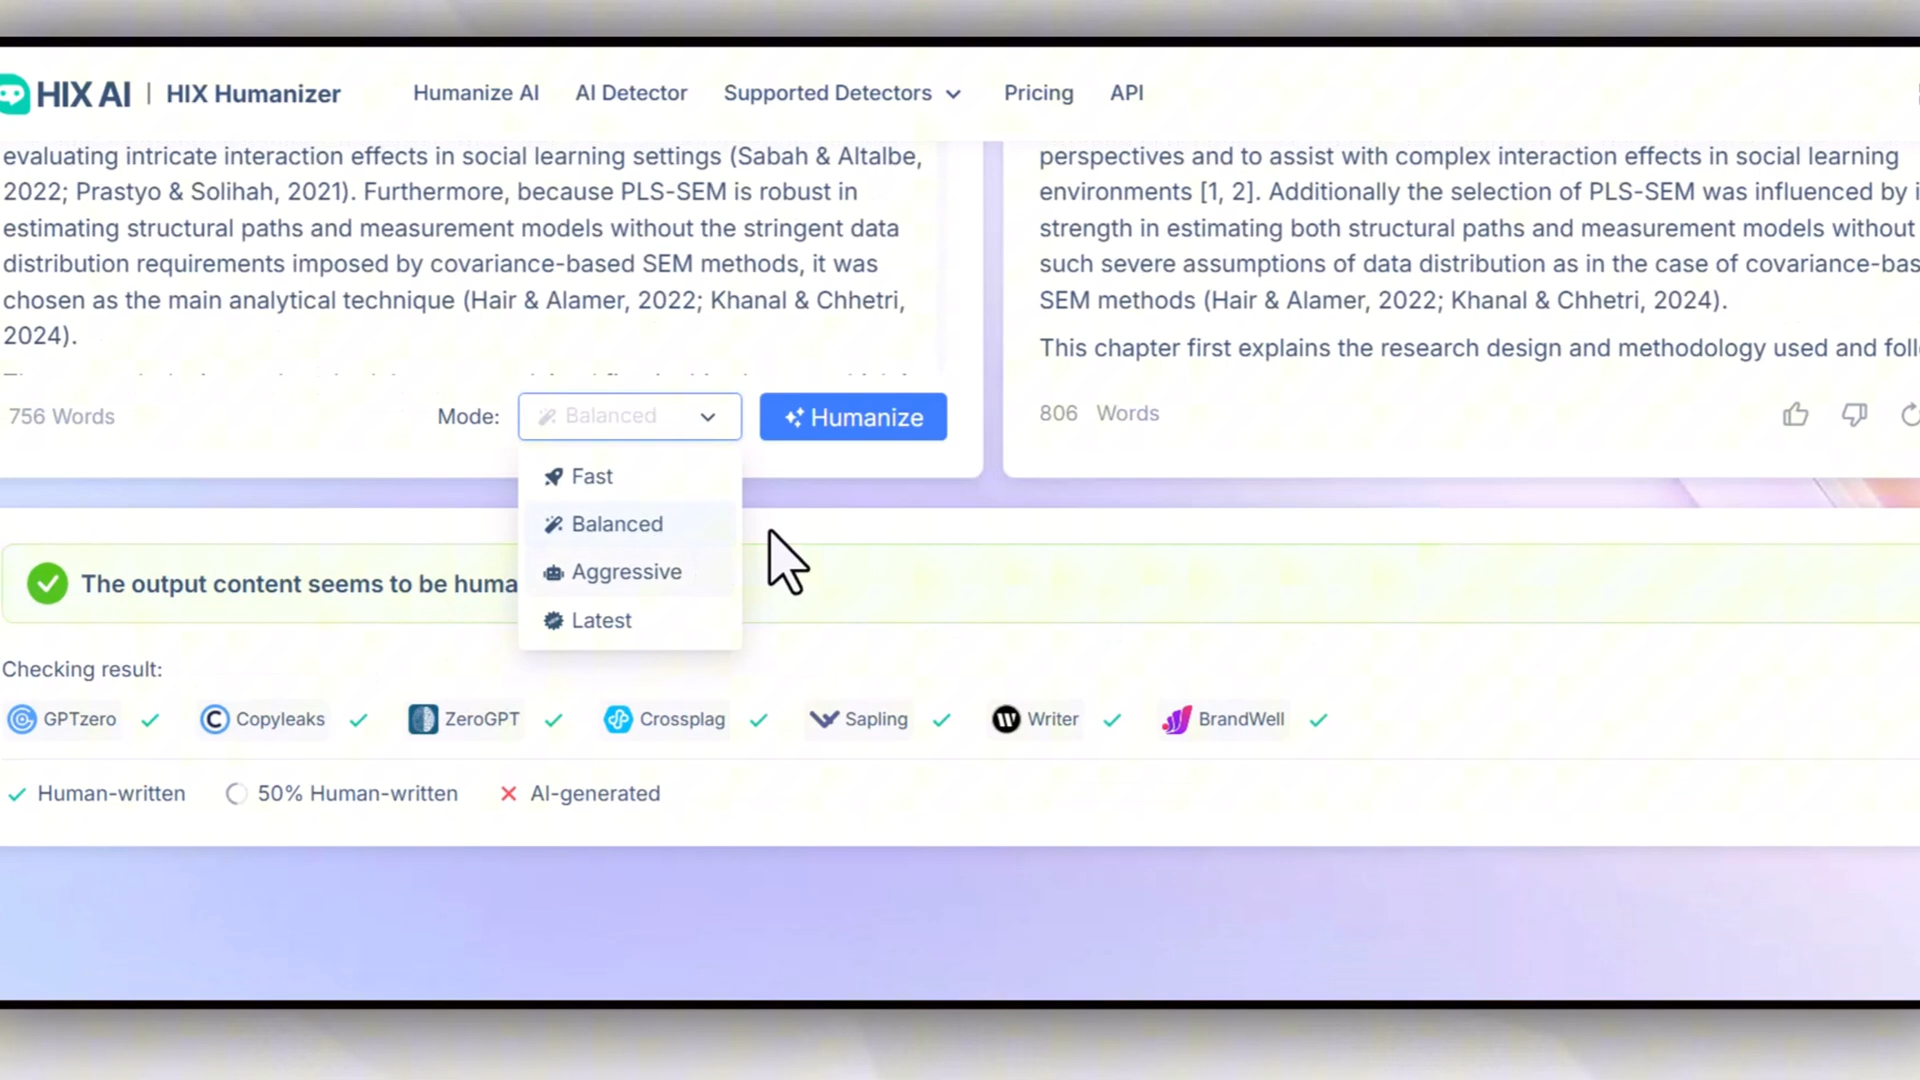 HIX AI | HIX Humanizer
Humanize AI
AI Detector
Supported Detectors
Pricing
API
evaluating intricate interaction effects in social learning settings (Sabah & Altalbe,
2022; Prastyo & Solihah, 2021). Furthermore, because PLS-SEM is robust in
estimating structural paths and measurement models without the stringent data
distribution requirements imposed by covariance-based SEM methods, it was
chosen as the main analytical technique (Hair & Alamer, 2022; Khanal & Chhetri,
2024).
756 Words
Mode:
Balanced
Humanize
Fast
Balanced
Aggressive
Latest
perspectives and to assist with complex interaction effects in social learning
environments [1, 2]. Additionally the selection of PLS-SEM was influenced by
strength in estimating both structural paths and measurement models without
such severe assumptions of data distribution as in the case of covariance-bas
SEM methods (Hair & Alamer, 2022; Khanal & Chhetri, 2024).
This chapter first explains the research design and methodology used and foll
806 Words
The output content seems to be huma
Checking result:
GPTzero
Copyleaks
ZeroGPT
Crossplag
Sapling
Writer
BrandWell
Human-written
50% Human-written
AI-generated